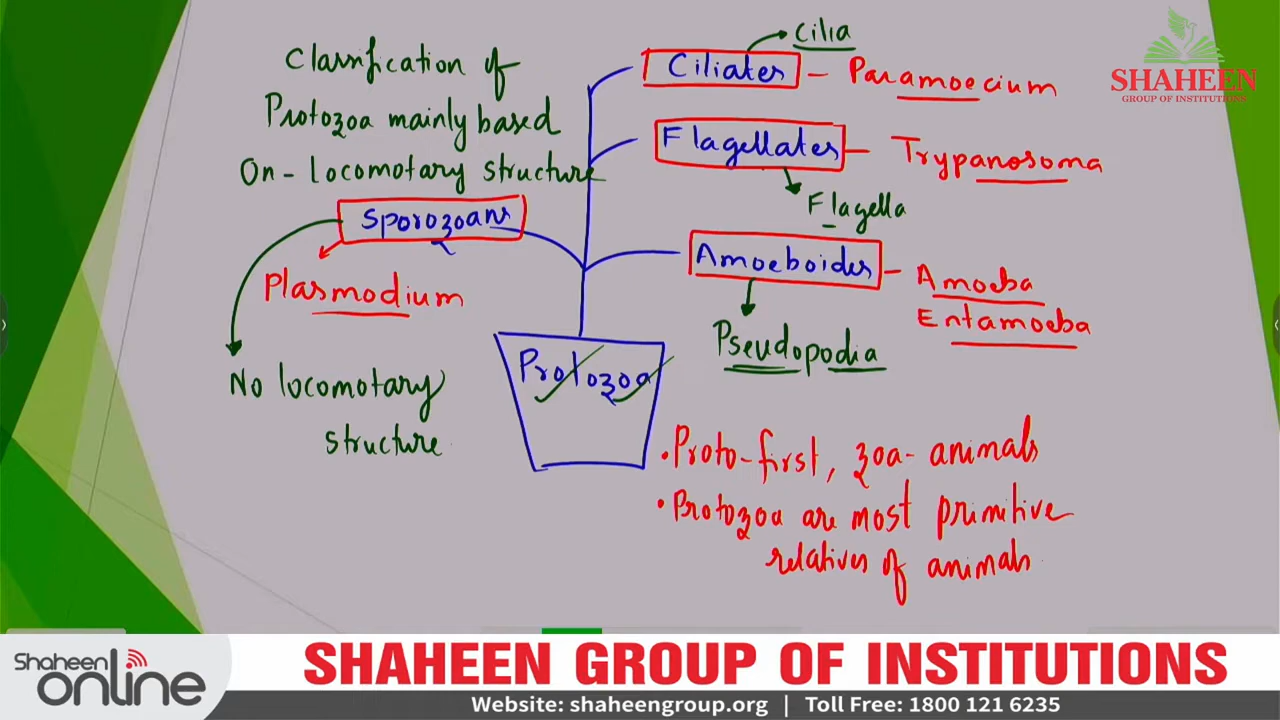 Classification of
Protozoa mainly based
On - locomotary structure
Sporozoans
Plasmodium
No locomotary
structure
Cilia
Ciliates - Paramoecium
Flagellates - Trypanosoma
Flagella
Amoeboides - Amoeba
Entamoeba
Pseudopodia
Protozoa
• Proto-first, zoa- animals
• Protozoa are most primitive
relatives of animals
SHAHEEN
GROUP OF INSTITUTIONS
Shaheen
online
SHAHEEN GROUP OF INSTITUTIONS
Website: shaheengroup.org | Toll Free: 1800 121 6235